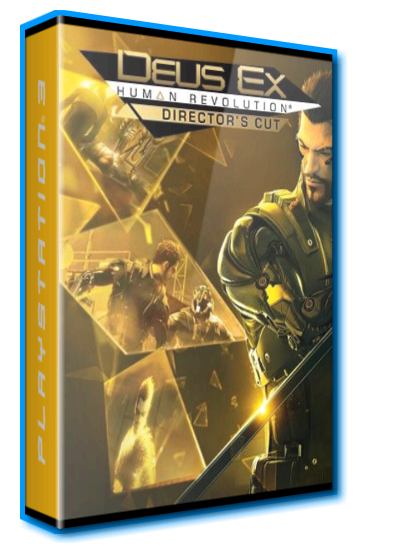 DEUS EX
HUMAN REVOLUTION®
DIRECTOR'S CUT
PLAYSTATION®3